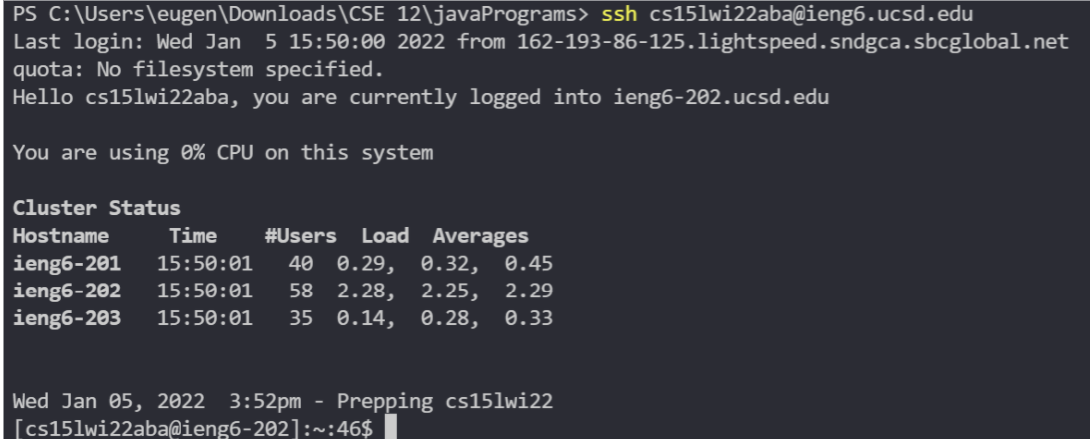 PS C:\Users\eugen\Downloads\CSE 12\javaPrograms> ssh cs15lwi22aba@ieng6.ucsd.edu
Last login: Wed Jan  5 15:50:00 2022 from 162-193-86-125.lightspeed.sndgca.sbcglobal.net
quota: No filesystem specified.
Hello cs15lwi22aba, you are currently logged into ieng6-202.ucsd.edu
You are using 0% CPU on this system
Cluster Status
Hostname     Time    #Users  Load  Averages
ieng6-201   15:50:01   40  0.29,  0.32,  0.45
ieng6-202   15:50:01   58  2.28,  2.25,  2.29
ieng6-203   15:50:01   35  0.14,  0.28,  0.33
Wed Jan 05, 2022  3:52pm - Prepping cs15lwi22
[cs15lwi22aba@ieng6-202]:~:46$